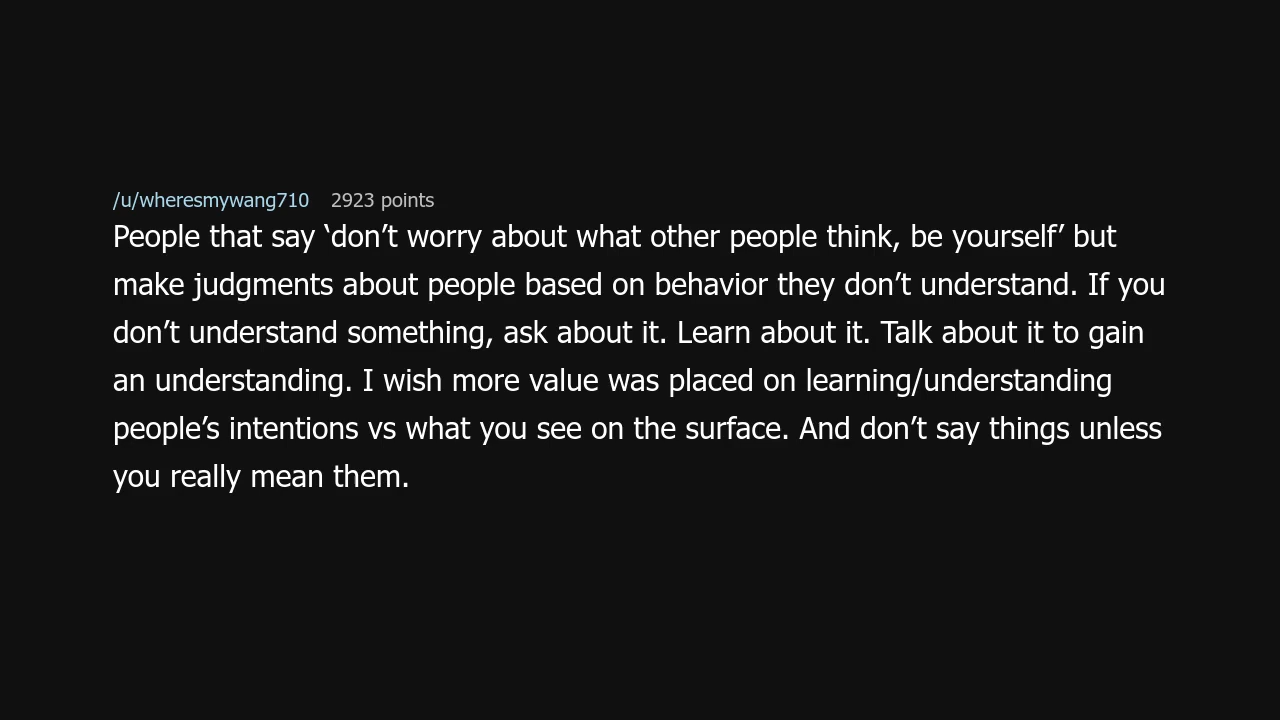 /u/wheresmywang710 2923 points
People that say ‘don’t worry about what other people think, be yourself’ but
make judgments about people based on behavior they don’t understand. If you
don’t understand something, ask about it. Learn about it. Talk about it to gain
an understanding. I wish more value was placed on learning/understanding
people’s intentions vs what you see on the surface. And don’t say things unless
you really mean them.